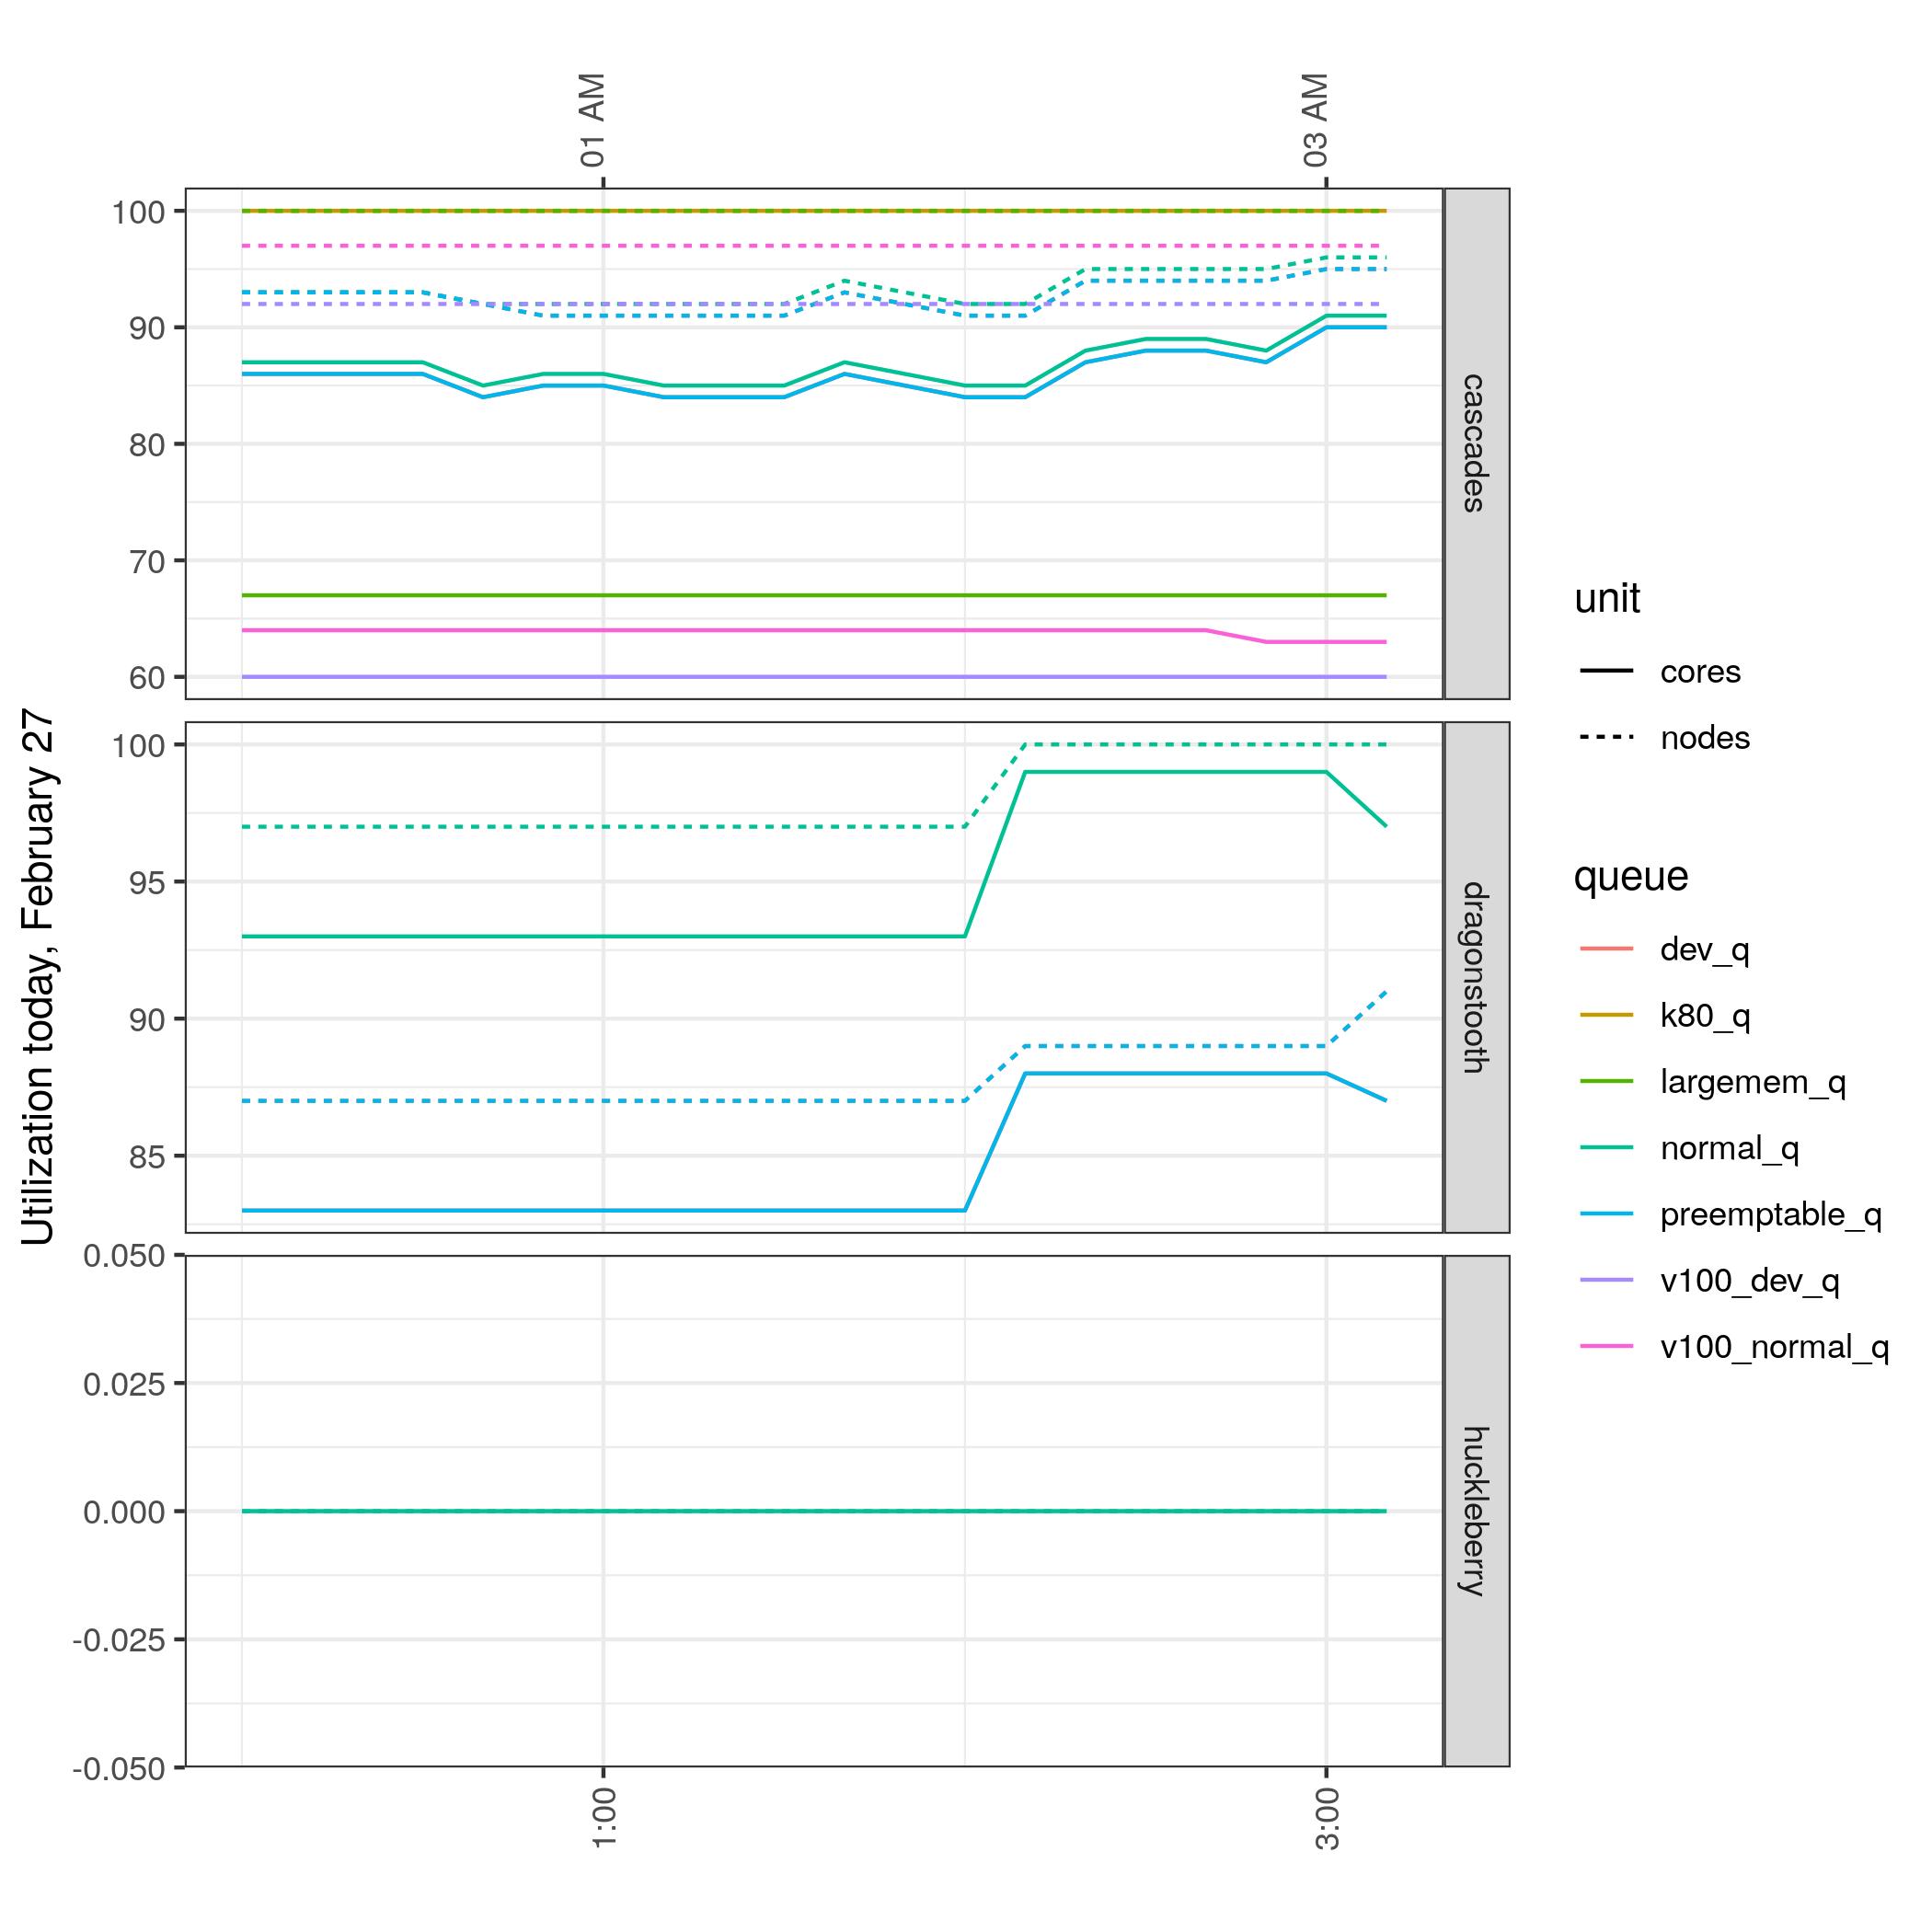 01 AM
03 AM
100
90
80
70
60
cascades
100
95
90
85
dragonstooth
0.050
0.025
0.000
-0.025
-0.050
huckleberry
1:00
3:00
Utilization today, February 27
unit
cores
nodes
queue
dev_q
k80_q
largemem_q
normal_q
preemptable_q
v100_dev_q
v100_normal_q